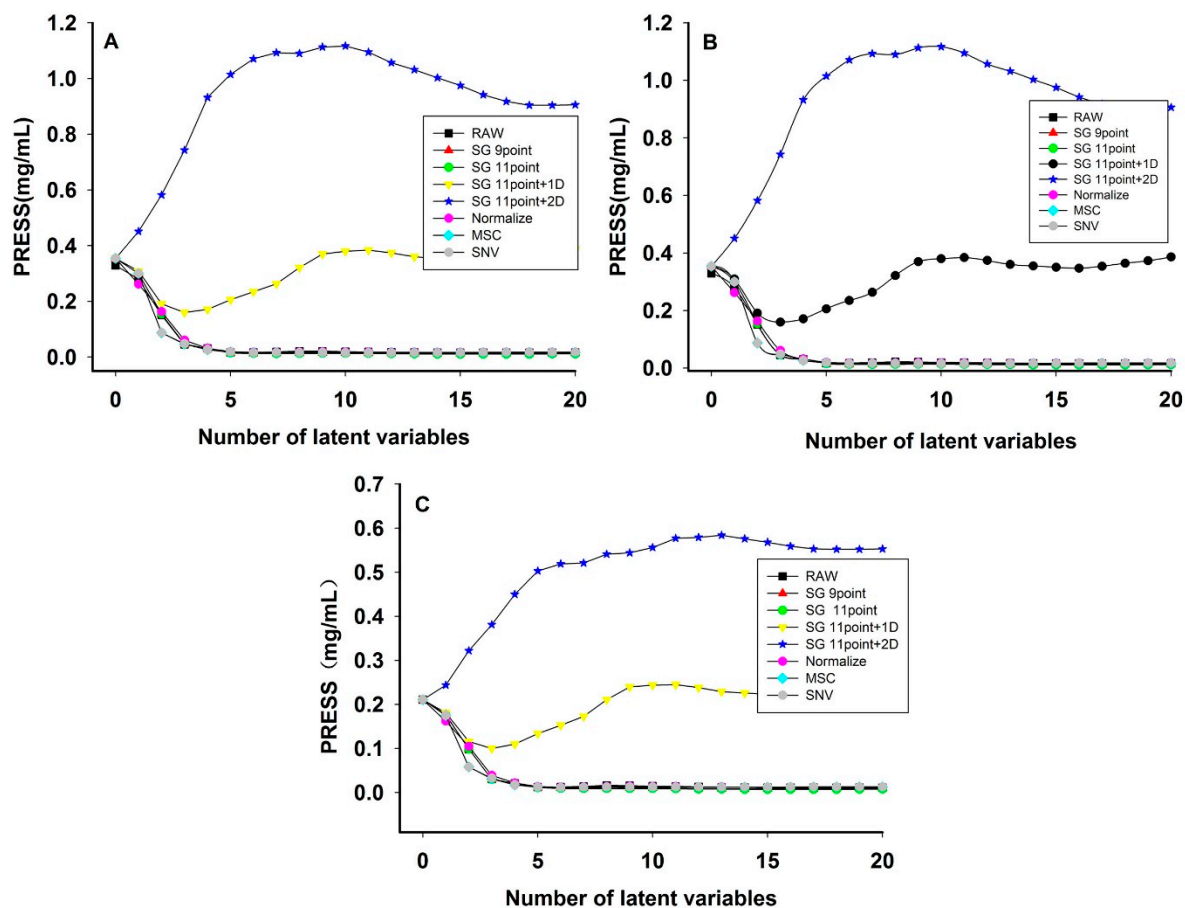 A
1.2
1.0
0.8
0.6
0.4
0.2
0.0
PRESS(mg/mL)
RAW
SG 9point
SG 11point
SG 11point+1D
SG 11point+2D
Normalize
MSC
SNV
0 5 10 15 20
Number of latent variables
B
1.2
1.0
0.8
0.6
0.4
0.2
0.0
PRESS(mg/mL)
RAW
SG 9point
SG 11point
SG 11point+1D
SG 11point+2D
Normalize
MSC
SNV
0 5 10 15 20
Number of latent variables
C
0.7
0.6
0.5
0.4
0.3
0.2
0.1
0.0
PRESS（mg/mL）
RAW
SG 9point
SG 11point
SG 11point+1D
SG 11point+2D
Normalize
MSC
SNV
0 5 10 15 20
Number of latent variables